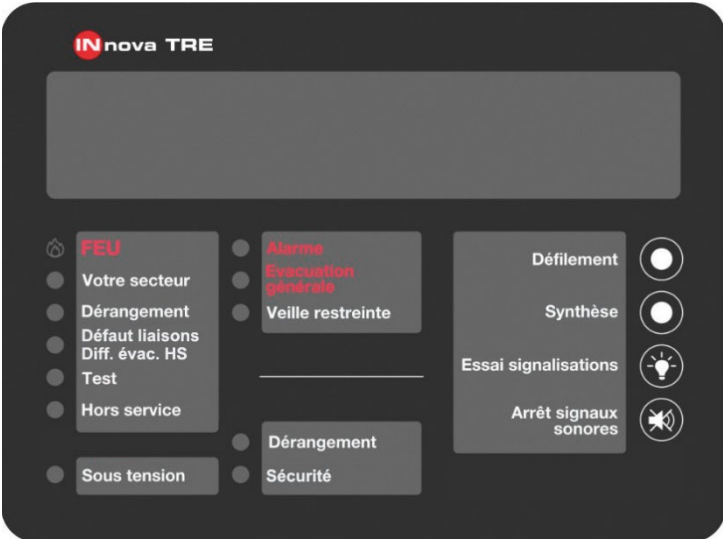 INnova TRE
FEU
Votre secteur
Dérangement
Défaut liaisons
Diff. évac. HS
Test
Hors service
Sous tension
Alarme
Evacuation
générale
Veille restreinte
Dérangement
Sécurité
Défilement
Synthèse
Essai signalisations
Arrêt signaux
sonores